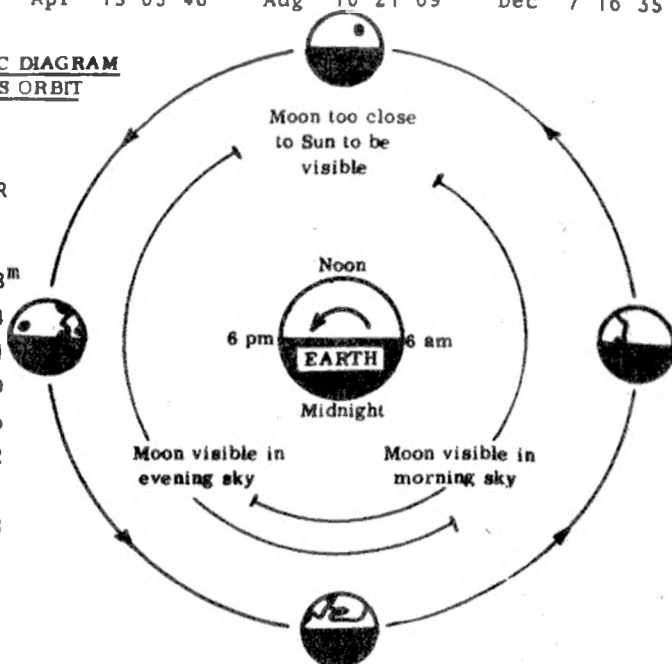 Apr 13 03 46 Aug 10 21 09 Dec 7 16 35
C DIAGRAM
S ORBIT
Moon too close
to Sun to be
visible
R
m
Noon
6 pm
6 am
EARTH
Midnight
Moon visible in
evening sky
Moon visible in
morning sky